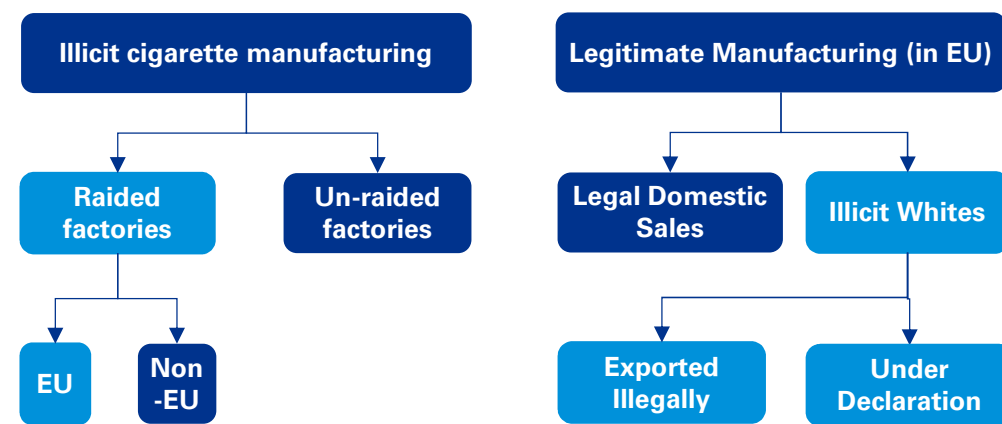 Illicit cigarette manufacturing
Legitimate Manufacturing (in EU)
Raided
factories
Un-raided
factories
Legal Domestic
Sales
Illicit Whites
EU
Non
-EU
Exported
Illegally
Under
Declaration